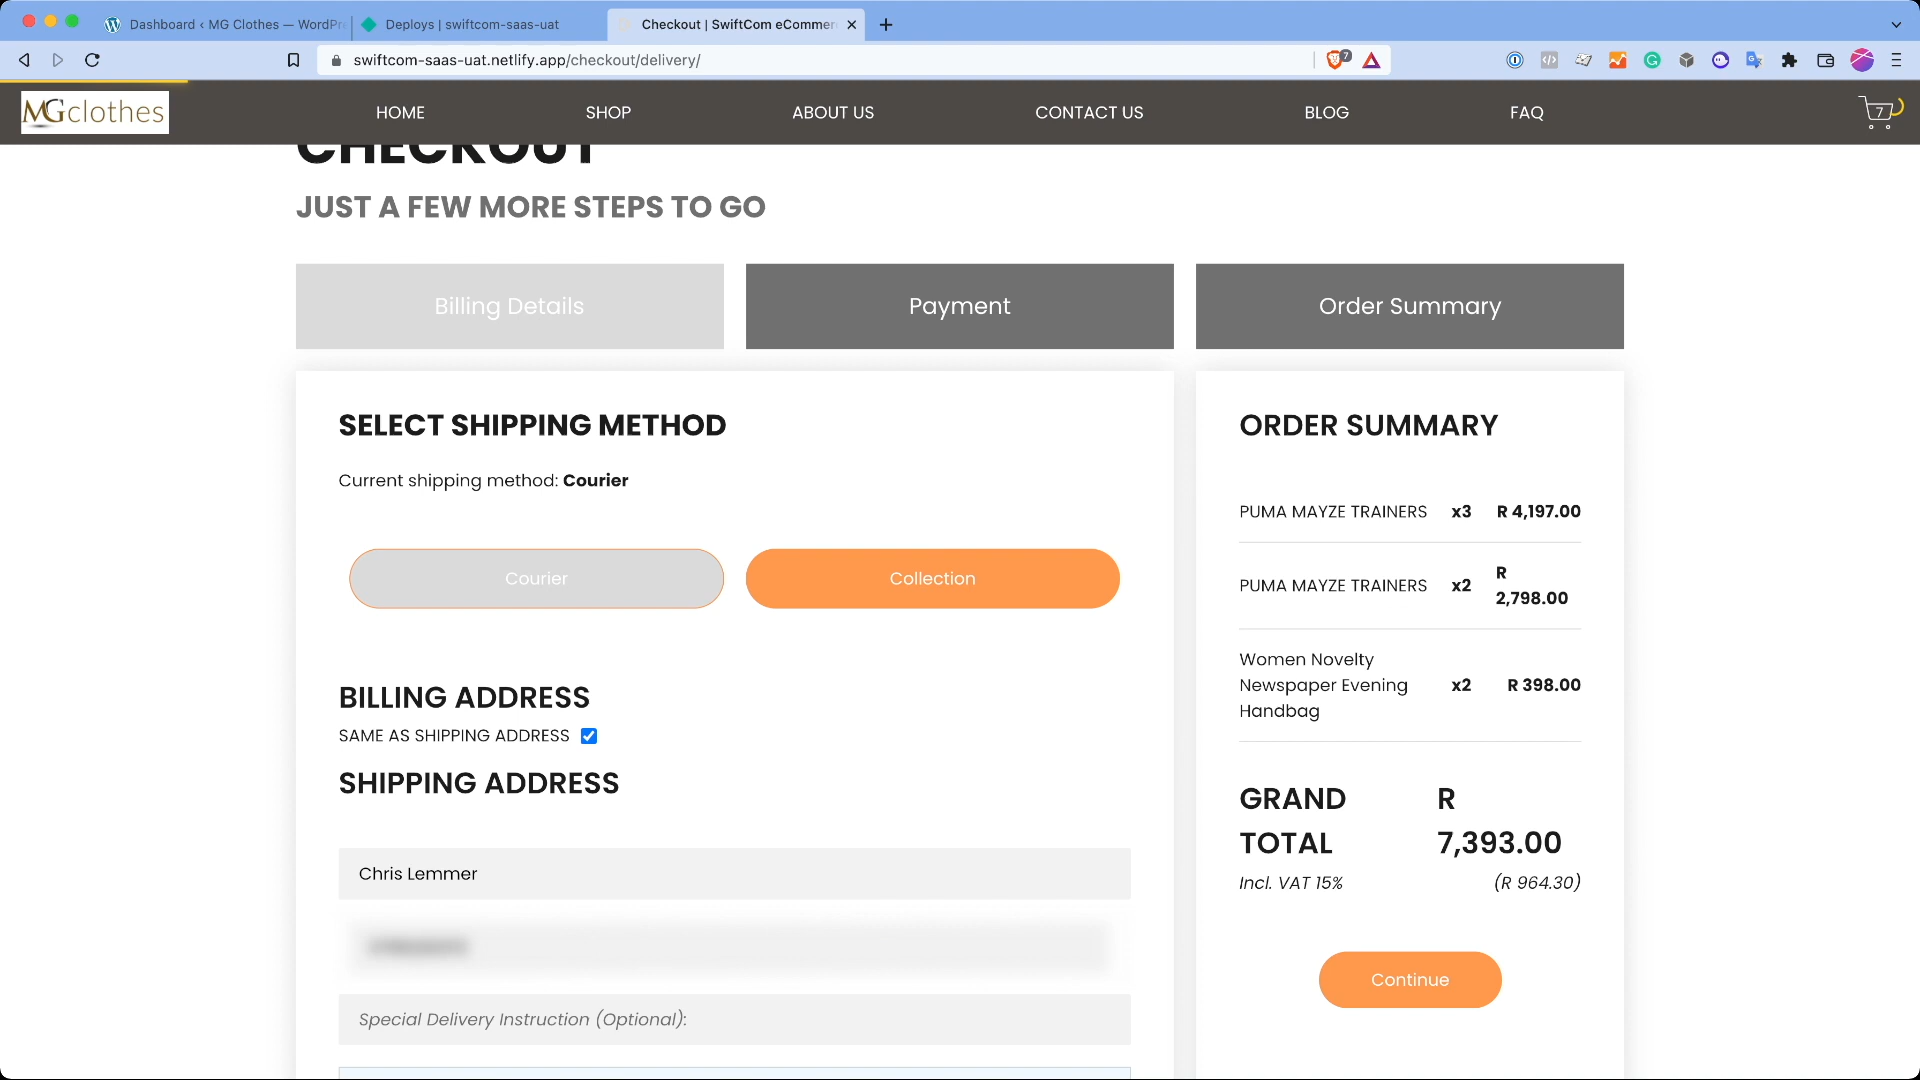 Dashboard ‹ MG Clothes — WordPre
Deploys | swiftcom-saas-uat
Checkout | SwiftCom eCommer
swiftcom-saas-uat.netlify.app/checkout/delivery/
7
MGclothes
HOME
SHOP
ABOUT US
CONTACT US
BLOG
FAQ
7
CHECKOUT
JUST A FEW MORE STEPS TO GO
Billing Details
Payment
Order Summary
SELECT SHIPPING METHOD
Current shipping method: Courier
Courier
Collection
BILLING ADDRESS
SAME AS SHIPPING ADDRESS
SHIPPING ADDRESS
Chris Lemmer
Special Delivery Instruction (Optional):
ORDER SUMMARY
PUMA MAYZE TRAINERS x3 R 4,197.00
PUMA MAYZE TRAINERS x2 R
2,798.00
Women Novelty
Newspaper Evening x2 R 398.00
Handbag
GRAND R
TOTAL 7,393.00
Incl. VAT 15% (R 964.30)
Continue